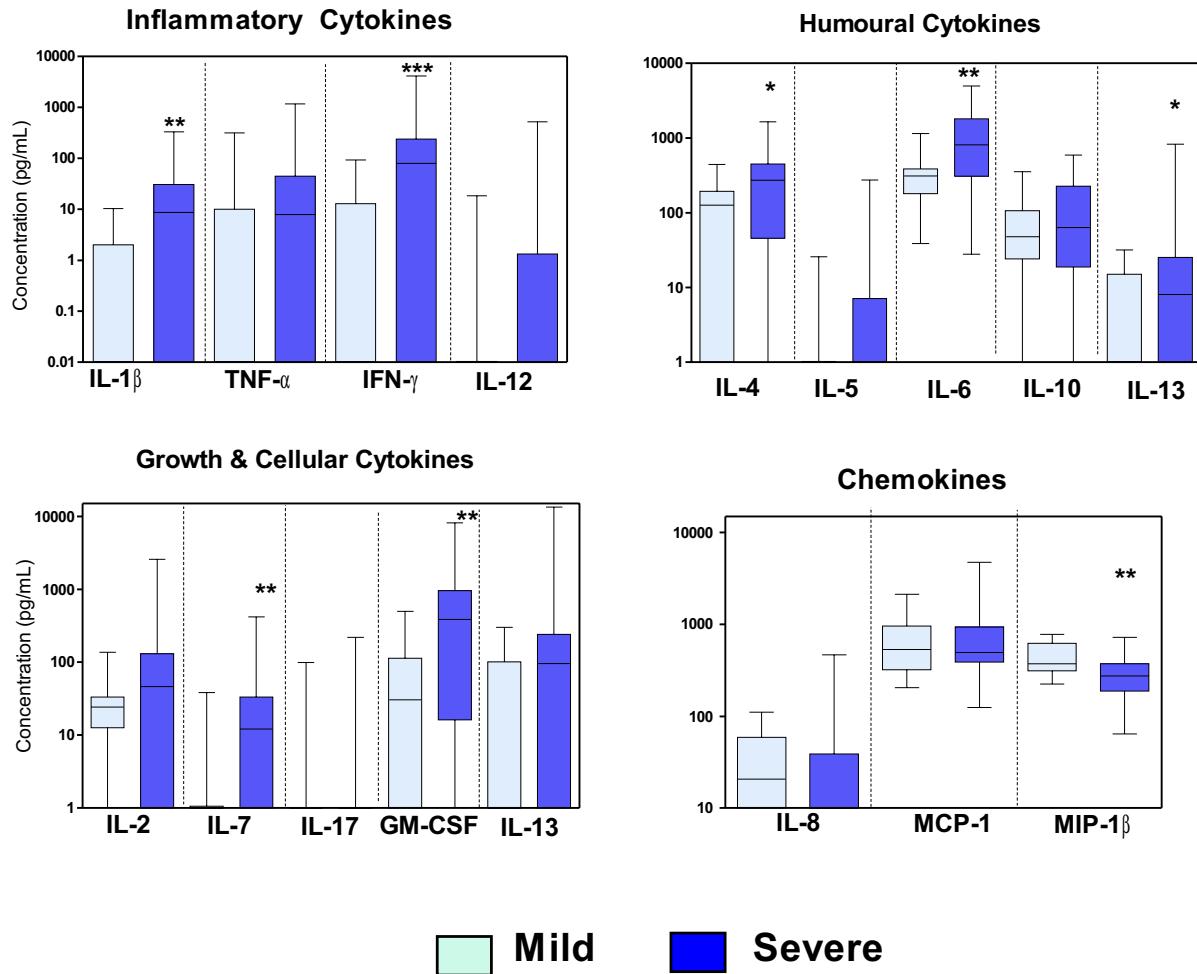 Inflammatory Cytokines
Concentration (pg/mL)
10000
1000
100
10
1
0.1
0.01
**
***
IL-1β TNF-α IFN-γ IL-12
Humoural Cytokines
10000
1000
100
10
1
*
**
*
IL-4 IL-5 IL-6 IL-10 IL-13
Growth & Cellular Cytokines
Concentration (pg/mL)
10000
1000
100
10
1
**
**
IL-2 IL-7 IL-17 GM-CSF IL-13
Chemokines
10000
1000
100
10
**
IL-8 MCP-1 MIP-1β
Mild Severe